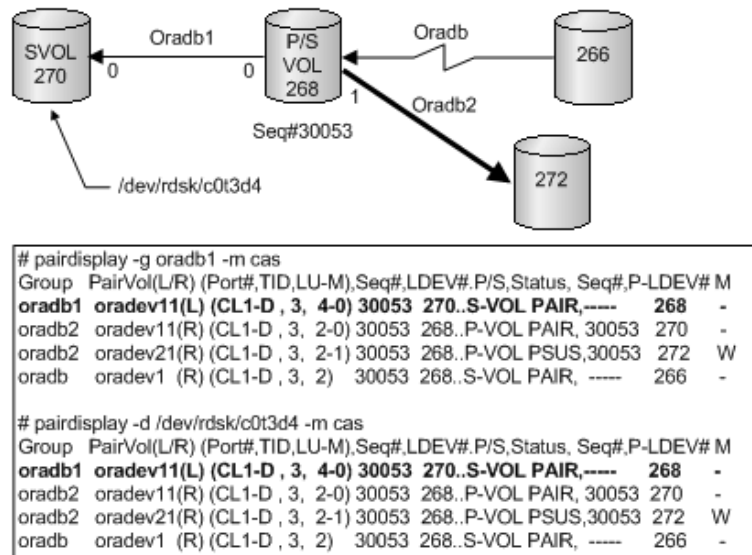 SVOL
270
Oradb1
0
0
P/S
VOL
268
1
Oradb
266
Oradb2
Seq#30053
272
/dev/rdsk/c0t3d4
# pairdisplay -g oradb1 -m cas
Group PairVol(L/R) (Port#,TID,LU-M),Seq#,LDEV#.P/S,Status, Seq#,P-LDEV# M
oradb1 oradev11(L) (CL1-D , 3, 4-0) 30053 270..S-VOL PAIR,----- 268 -
oradb2 oradev11(R) (CL1-D , 3, 2-0) 30053 268..P-VOL PAIR, 30053 270 -
oradb2 oradev21(R) (CL1-D , 3, 2-1) 30053 268..P-VOL PSUS,30053 272 W
oradb oradev1 (R) (CL1-D , 3, 2) 30053 268..S-VOL PAIR, ----- 266 -
# pairdisplay -d /dev/rdsk/c0t3d4 -m cas
Group PairVol(L/R) (Port#,TID,LU-M),Seq#,LDEV#.P/S,Status, Seq#,P-LDEV# M
oradb1 oradev11(L) (CL1-D , 3, 4-0) 30053 270..S-VOL PAIR,----- 268 -
oradb2 oradev11(R) (CL1-D , 3, 2-0) 30053 268..P-VOL PAIR, 30053 270 -
oradb2 oradev21(R) (CL1-D , 3, 2-1) 30053 268..P-VOL PSUS,30053 272 W
oradb oradev1 (R) (CL1-D , 3, 2) 30053 268..S-VOL PAIR, ----- 266 -